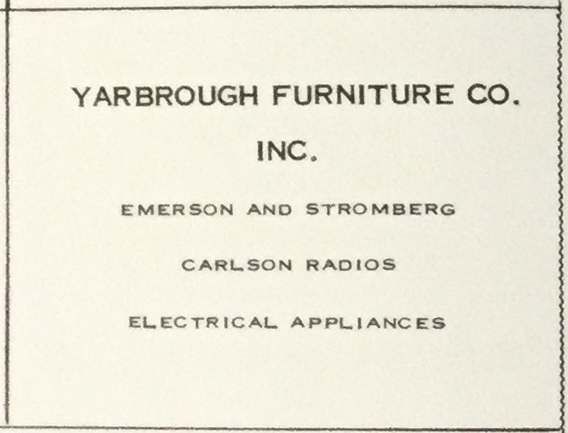 YARBROUGH FURNITURE CO.
INC.
EMERSON AND STROMBERG
CARLSON RADIOS
ELECTRICAL APPLIANCES